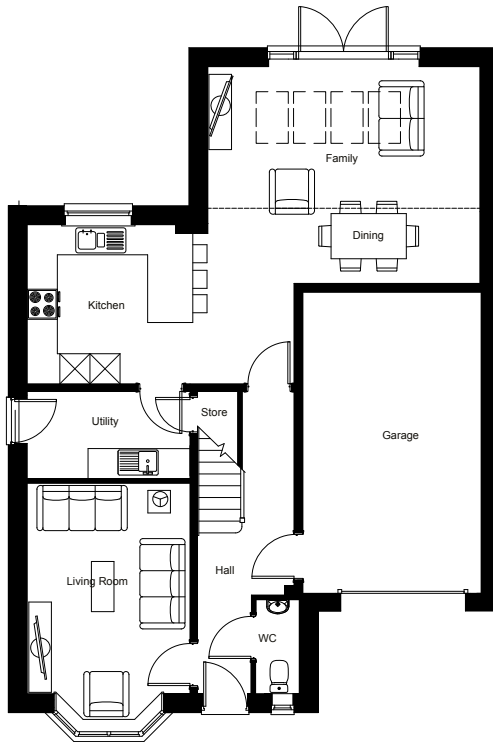 Family
Dining
Kitchen
Utility
Store
Garage
Hall
Living Room
WC